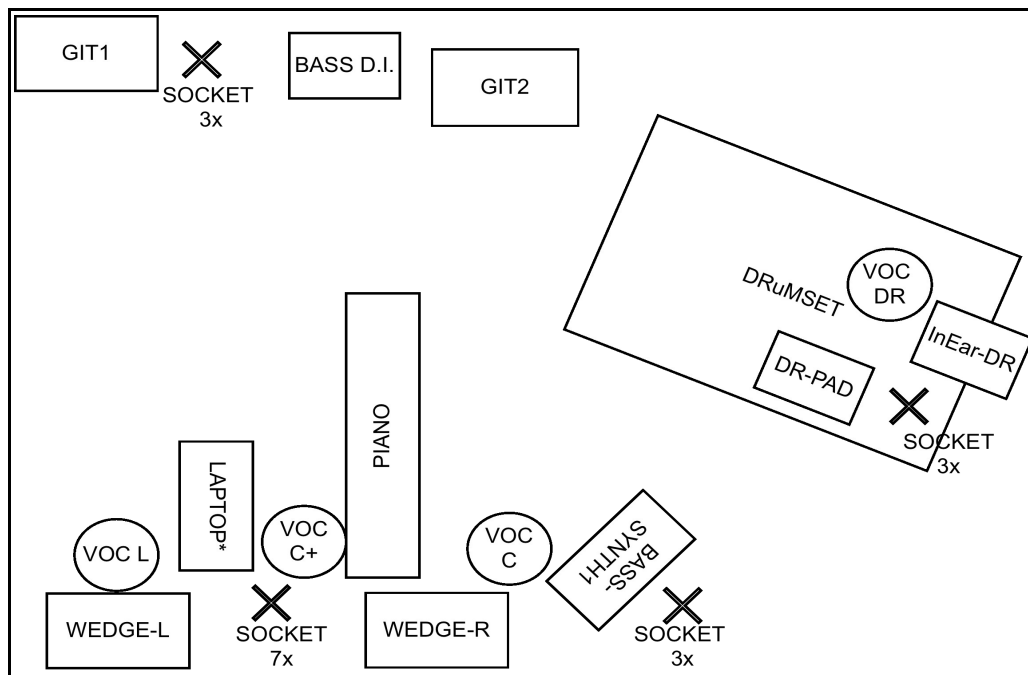 GIT1
SOCKET
3x
BASS D.I.
GIT2
DRuMSET
VOC
DR
InEar-DR
DR-PAD
SOCKET
3x
PIANO
LAPTOP*
VOC L
VOC
C+
VOC
C
BASS-
SYNTH1
WEDGE-L
SOCKET
7x
WEDGE-R
SOCKET
3x